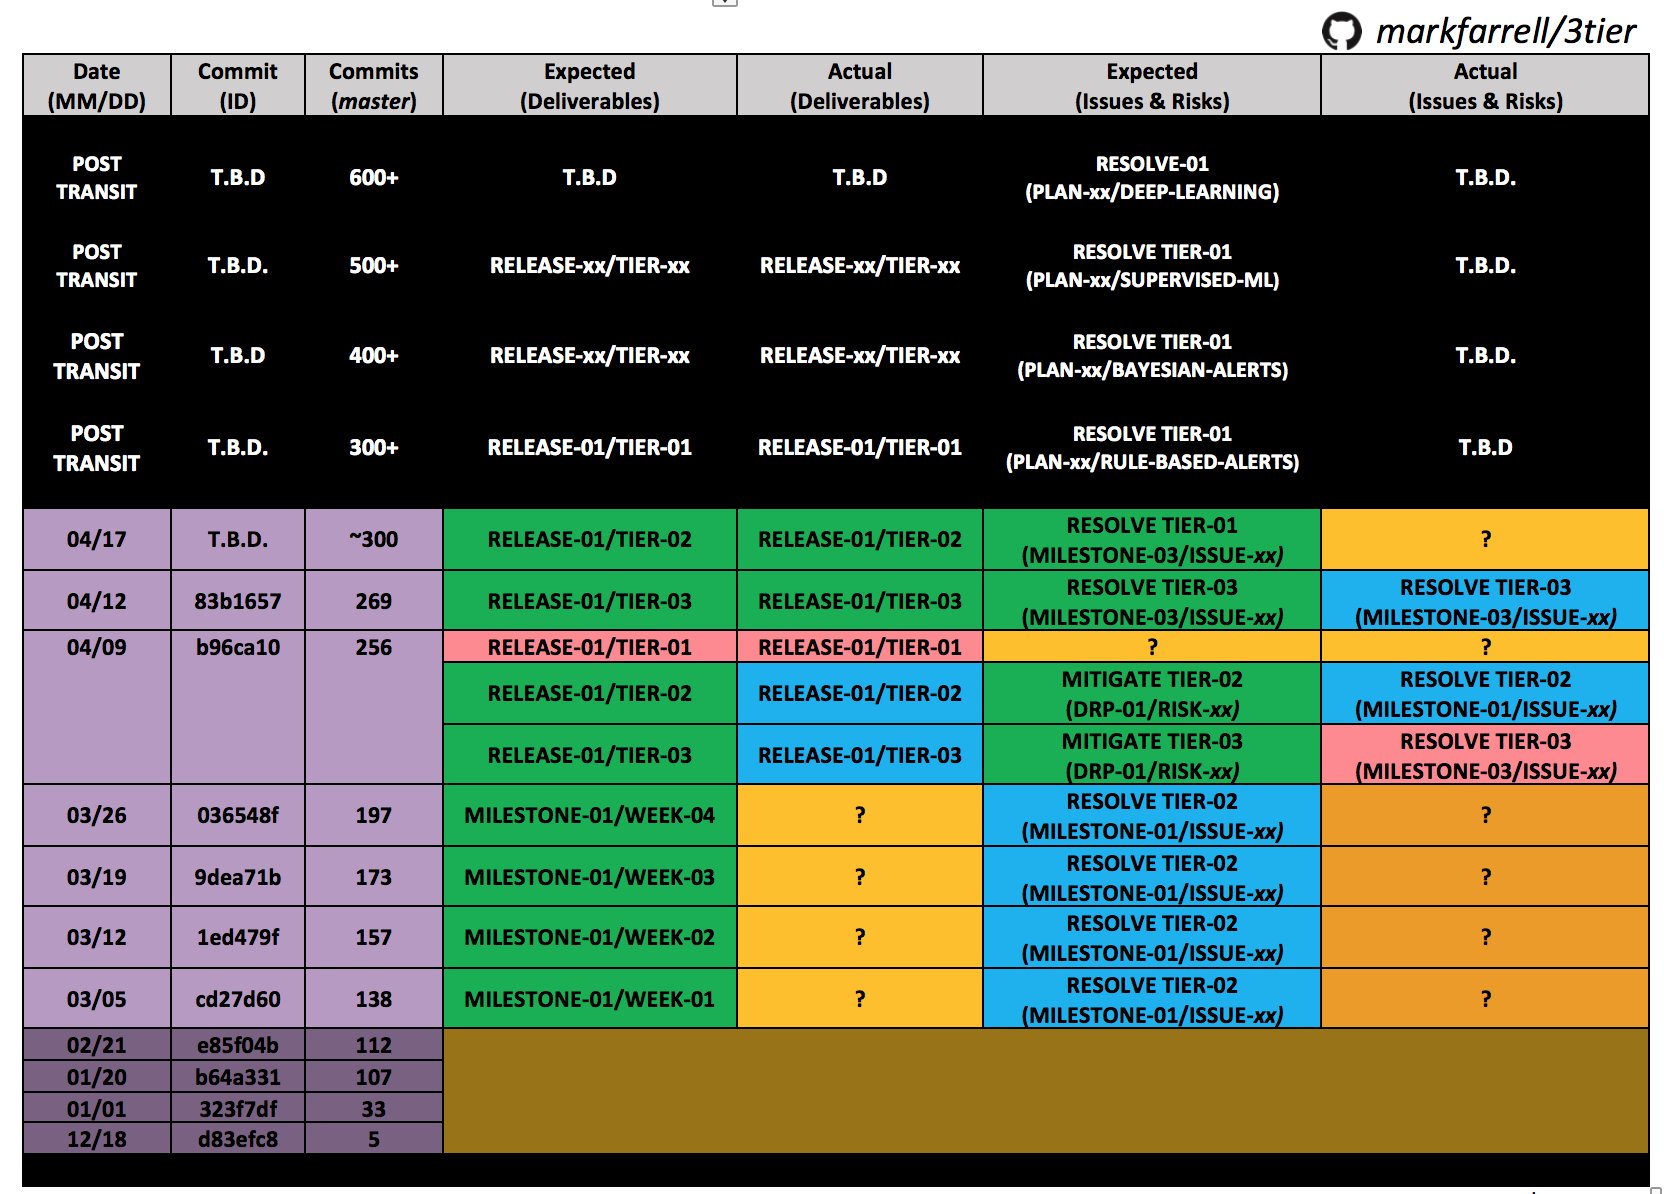 markfarrell/3tier
Date Commit Commits Expected Actual Expected Actual
(MM/DD) (ID) (master) (Deliverables) (Deliverables) (Issues & Risks) (Issues & Risks)
POST TRANSIT T.B.D 600+ T.B.D T.B.D RESOLVE-01 (PLAN-xx/DEEP-LEARNING) T.B.D.
POST TRANSIT T.B.D. 500+ RELEASE-xx/TIER-xx RELEASE-xx/TIER-xx RESOLVE TIER-01 (PLAN-xx/SUPERVISED-ML) T.B.D.
POST TRANSIT T.B.D 400+ RELEASE-xx/TIER-xx RELEASE-xx/TIER-xx RESOLVE TIER-01 (PLAN-xx/BAYESIAN-ALERTS) T.B.D.
POST TRANSIT T.B.D. 300+ RELEASE-01/TIER-01 RELEASE-01/TIER-01 RESOLVE TIER-01 (PLAN-xx/RULE-BASED-ALERTS) T.B.D
04/17 T.B.D. ~300 RELEASE-01/TIER-02 RELEASE-01/TIER-02 RESOLVE TIER-01 (MILESTONE-03/ISSUE-xx) ?
04/12 83b1657 269 RELEASE-01/TIER-03 RELEASE-01/TIER-03 RESOLVE TIER-03 (MILESTONE-03/ISSUE-xx) RESOLVE TIER-03 (MILESTONE-03/ISSUE-xx)
04/09 b96ca10 256 RELEASE-01/TIER-01 RELEASE-01/TIER-01 ? ?
RELEASE-01/TIER-02 RELEASE-01/TIER-02 MITIGATE TIER-02 (DRP-01/RISK-xx) RESOLVE TIER-02 (MILESTONE-01/ISSUE-xx)
RELEASE-01/TIER-03 RELEASE-01/TIER-03 MITIGATE TIER-03 (DRP-01/RISK-xx) RESOLVE TIER-03 (MILESTONE-03/ISSUE-xx)
03/26 036548f 197 MILESTONE-01/WEEK-04 ? RESOLVE TIER-02 (MILESTONE-01/ISSUE-xx) ?
03/19 9dea71b 173 MILESTONE-01/WEEK-03 ? RESOLVE TIER-02 (MILESTONE-01/ISSUE-xx) ?
03/12 1ed479f 157 MILESTONE-01/WEEK-02 ? RESOLVE TIER-02 (MILESTONE-01/ISSUE-xx) ?
03/05 cd27d60 138 MILESTONE-01/WEEK-01 ? RESOLVE TIER-02 (MILESTONE-01/ISSUE-xx) ?
02/21 e85f04b 112
01/20 b64a331 107
01/01 323f7df 33
12/18 d83efc8 5